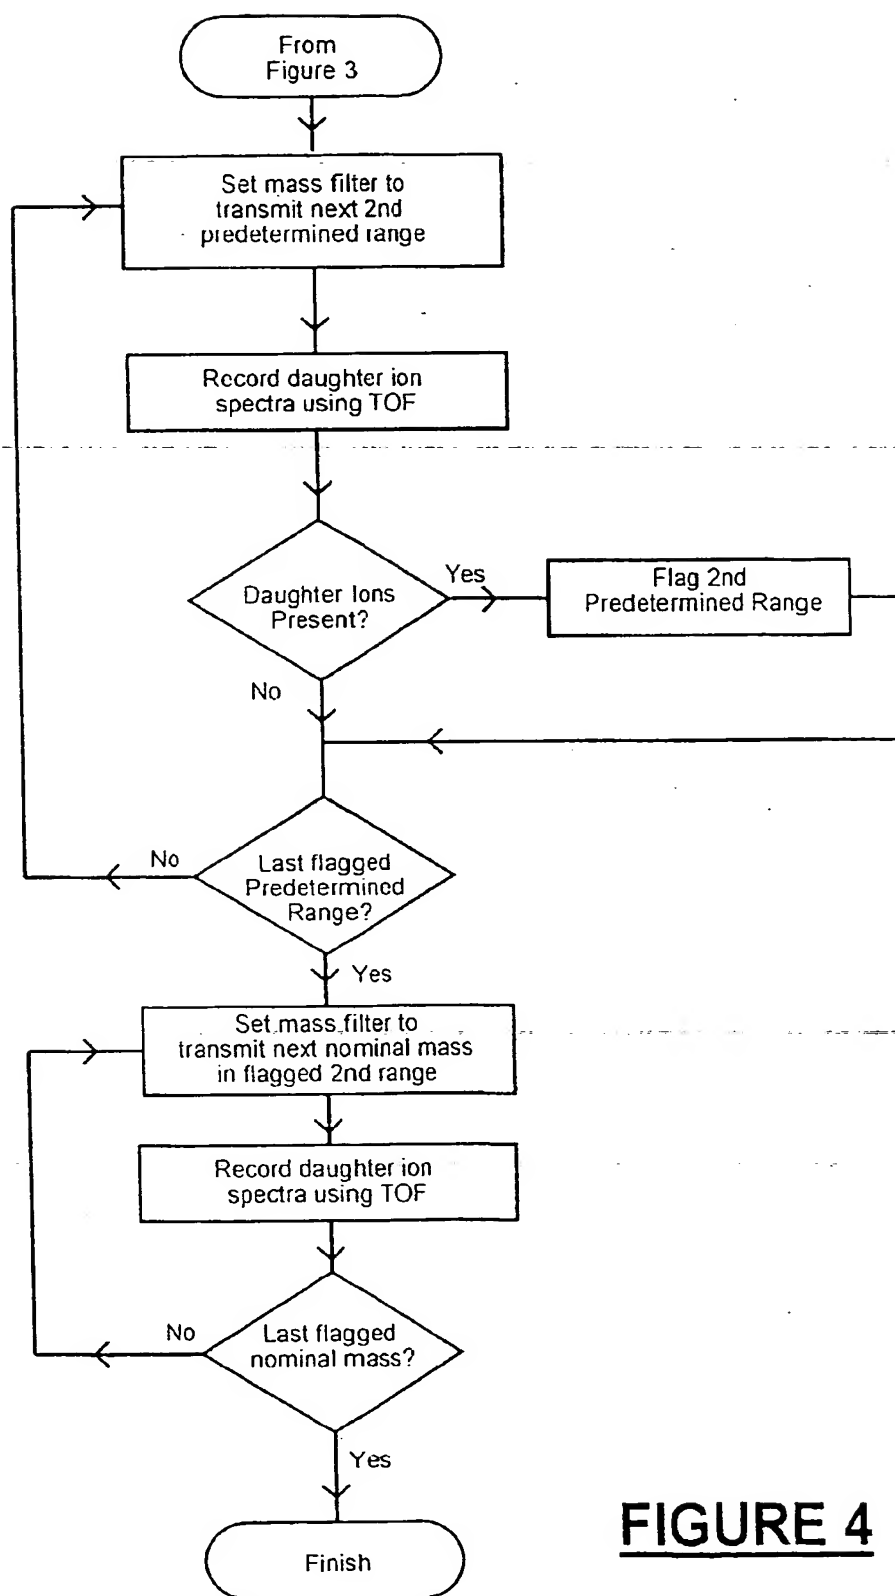 From
Figure 3
Set mass filter to
transmit next 2nd
predetermined range
Record daughter ion
spectra using TOF
Daughter Ions
Present?
Yes
Flag 2nd
Predetermined Range
No
Last flagged
Predetermined
Range?
No
Yes
Set mass filter to
transmit next nominal mass
in flagged 2nd range
Record daughter ion
spectra using TOF
Last flagged
nominal mass?
No
Yes
Finish
FIGURE 4